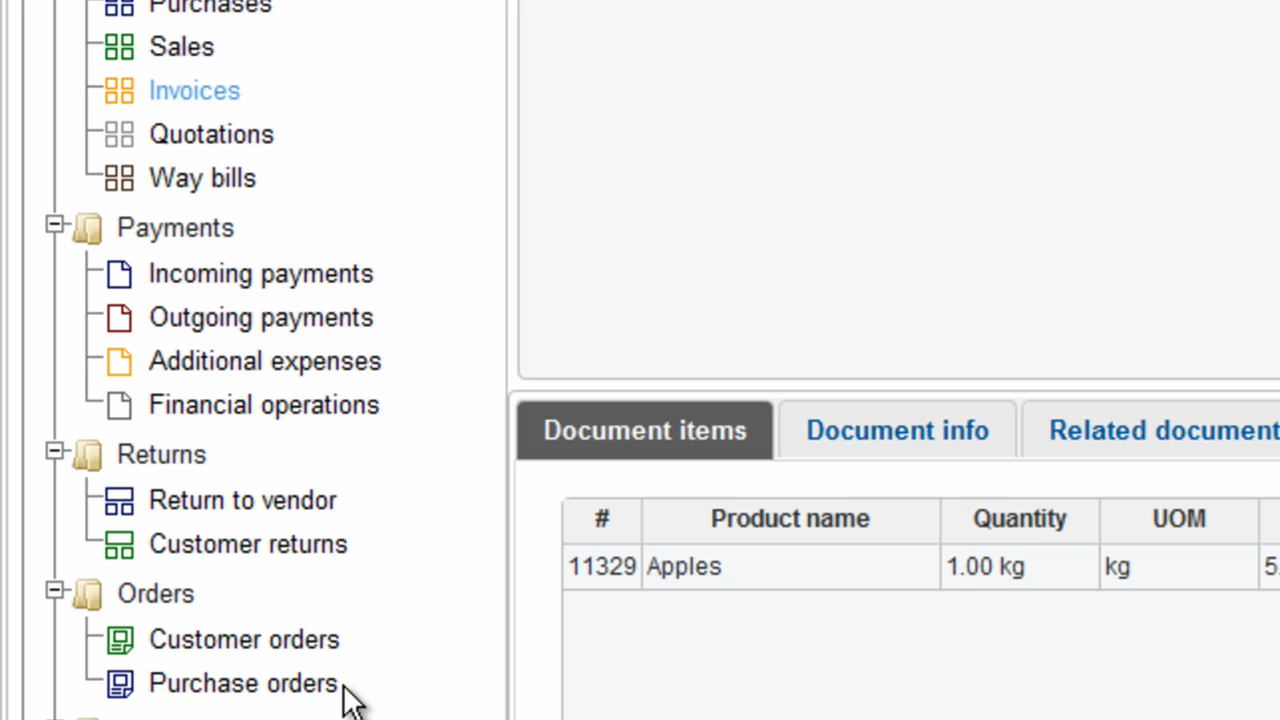 Purchases
Sales
Invoices
Quotations
Way bills
Payments
Incoming payments
Outgoing payments
Additional expenses
Financial operations
Returns
Return to vendor
Customer returns
Orders
Customer orders
Purchase orders
Document items Document info Related document
# Product name Quantity UOM
11329 Apples 1.00 kg kg 5.